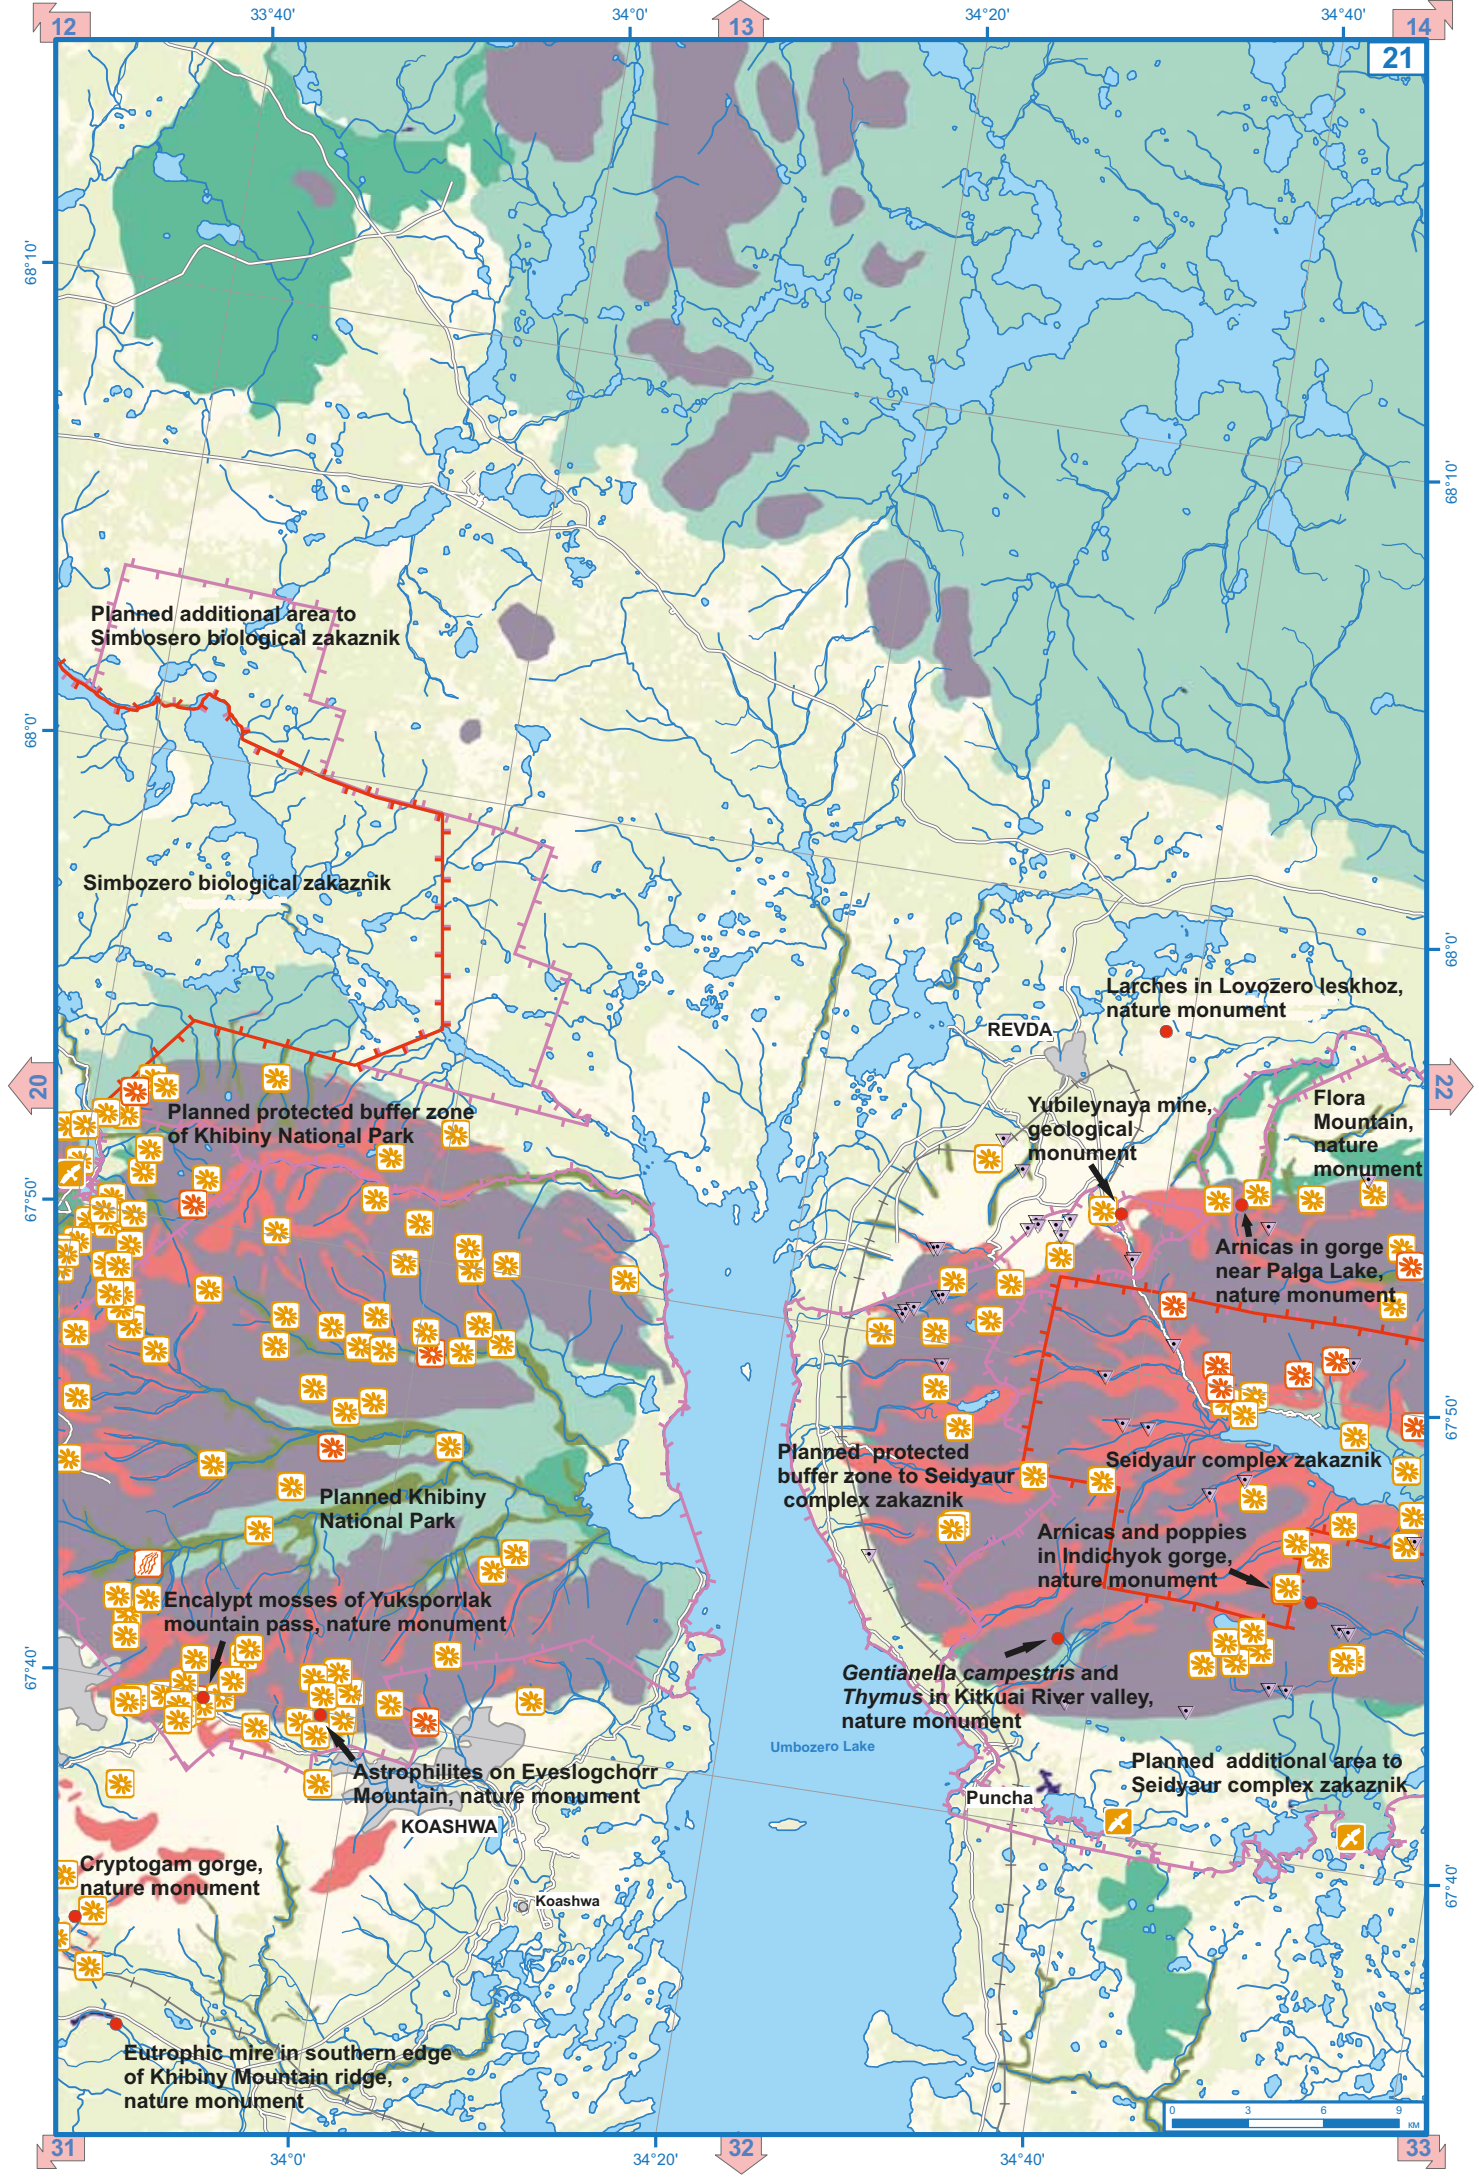 33°40'
34°0'
34°20'
34°40'
12
13
14
21
68°10'
68°10'
Planned additional area to
Simbosero biological zakaznik
68°0'
Simbozero biological zakaznik
68°0'
Larches in Lovozero leskhoz,
nature monument
REVDA
20
22
Planned protected buffer zone
of Khibiny National Park
Yubileynaya mine,
geological
monument
Flora
Mountain,
nature
monument
67°50'
Arnicas in gorge
near Palga Lake,
nature monument
67°50'
Planned protected
buffer zone to Seidyaur
complex zakaznik
Seidyaur complex zakaznik
Planned Khibiny
National Park
Arnicas and poppies
in Indichyok gorge,
nature monument
Encalypt mosses of Yuksporrlak
mountain pass, nature monument
67°40'
Gentianella campestris and
Thymus in Kitkuai River valley,
nature monument
Umbozero Lake
Astrophilites on Eveslogchorr
Mountain, nature monument
Planned additional area to
Seidyaur complex zakaznik
Puncha
KOASHWA
Cryptogam gorge,
nature monument
67°40'
Koashwa
Eutrophic mire in southern edge
of Khibiny Mountain ridge,
nature monument
0 3 6 9
км
31
32
33
34°0'
34°20'
34°40'